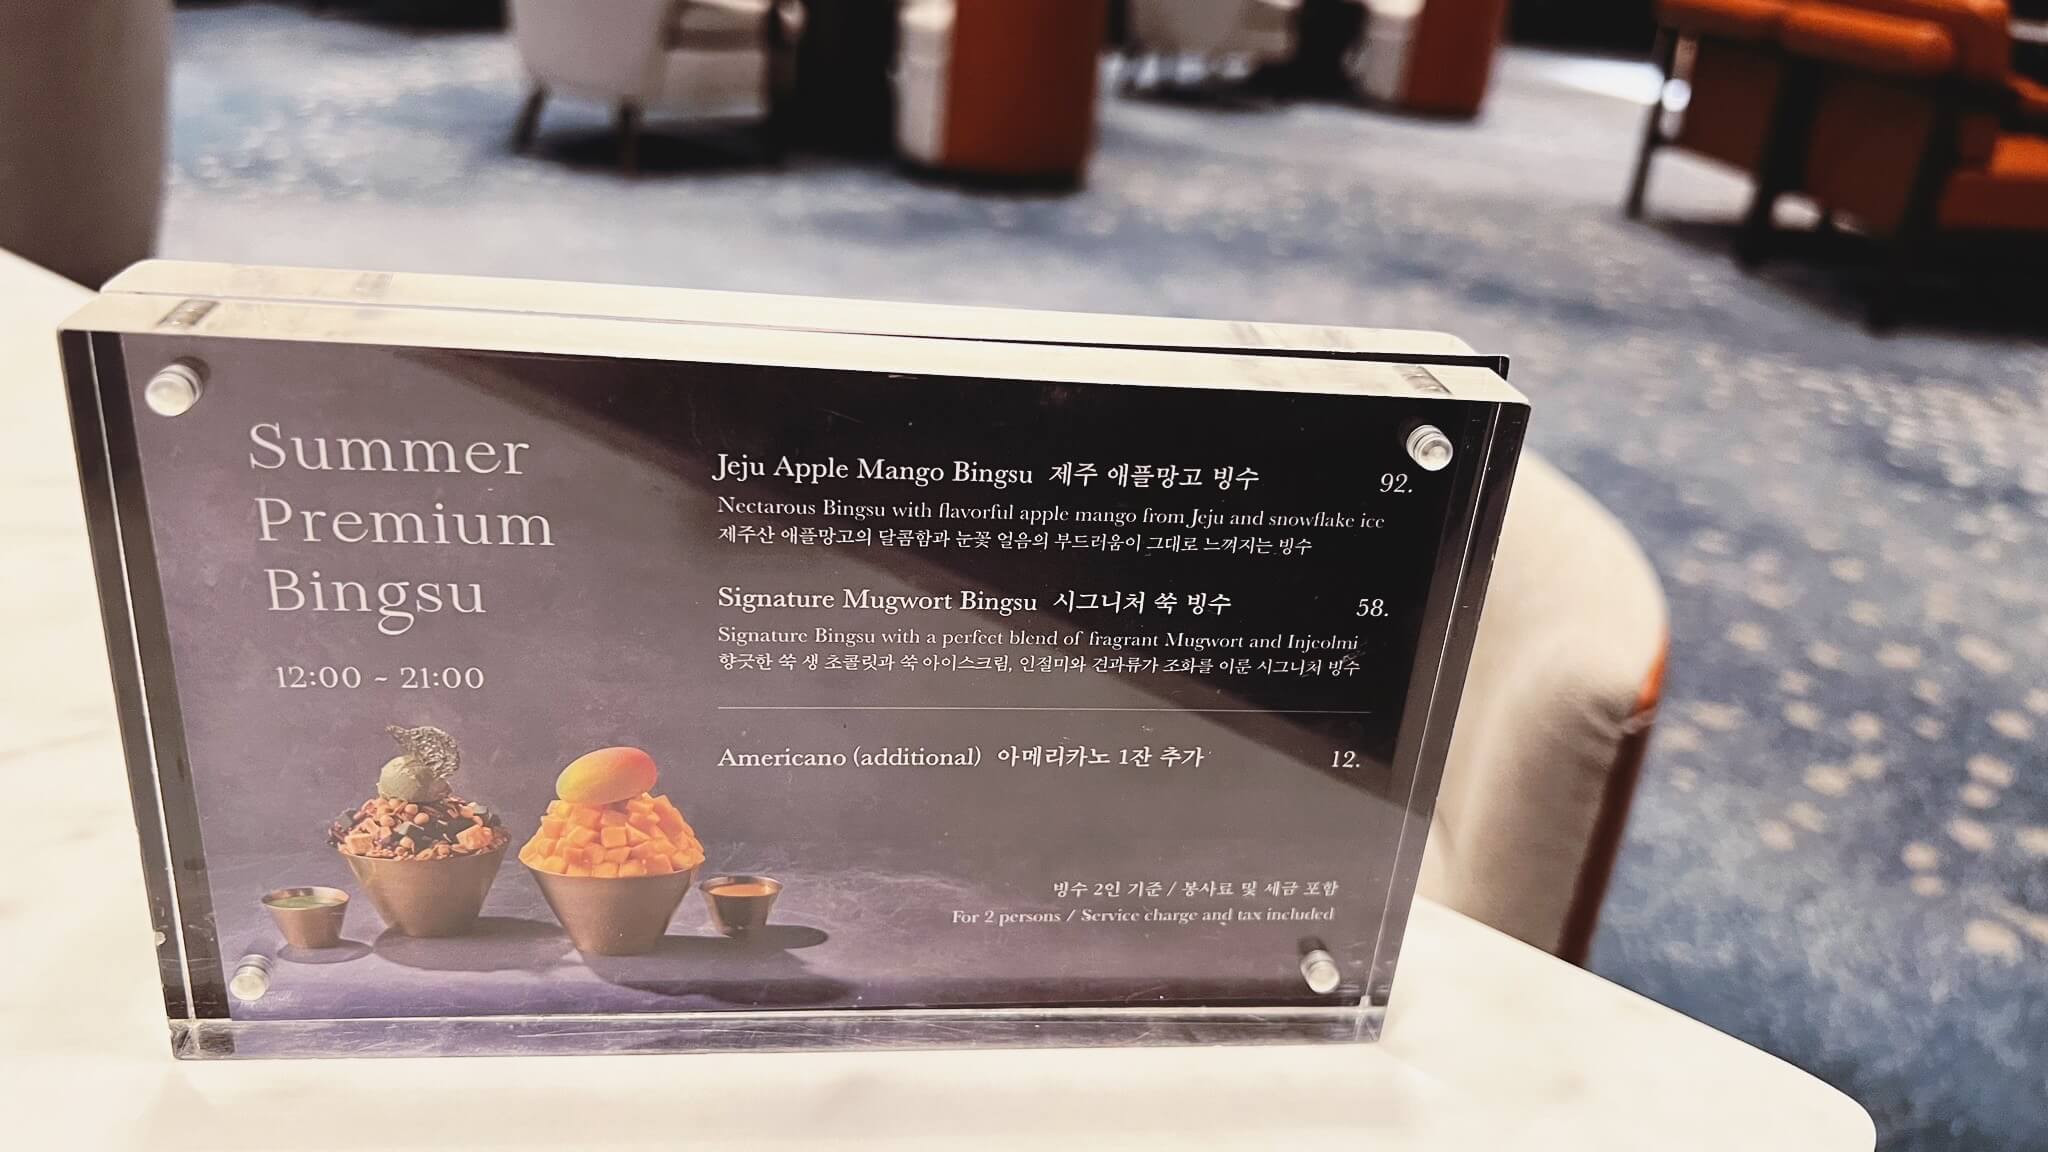 Summer
Premium
Bingsu
12:00 ~ 21:00
Jeju Apple Mango Bingsu 제주 애플망고 빙수 92.
Nectarous Bingsu with flavorful apple mango from Jeju and snowflake ice
제주산 애플망고의 달콤함과 눈꽃 얼음의 부드러움이 그대로 느껴지는 빙수
Signature Mugwort Bingsu 시그니처 쑥 빙수 58.
Signature Bingsu with a perfect blend of fragrant Mugwort and Injeolmi
향긋한 쑥 생 초콜릿과 쑥 아이스크림, 인절미와 견과류가 조화를 이룬 시그니처 빙수
Americano (additional) 아메리카노 1잔 추가 12.
빙수 2인 기준 / 봉사료 및 세금 포함
For 2 persons / Service charge and tax included